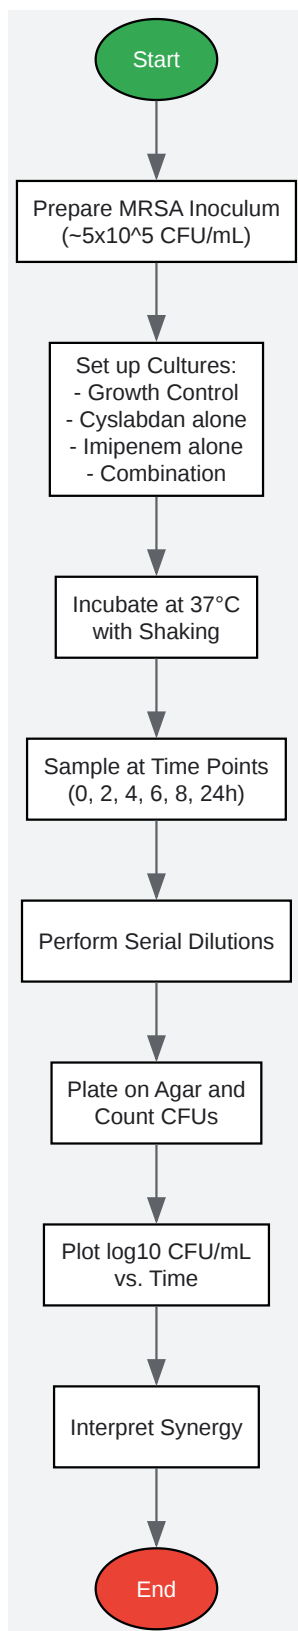 Start
Prepare MRSA Inoculum
(~5x10^5 CFU/mL)
Set up Cultures:
- Growth Control
- Cyslabdan alone
- Imipenem alone
- Combination
Incubate at 37°C
with Shaking
Sample at Time Points
(0, 2, 4, 6, 8, 24h)
Perform Serial Dilutions
Plate on Agar and
Count CFUs
Plot log10 CFU/mL
vs. Time
Interpret Synergy
End